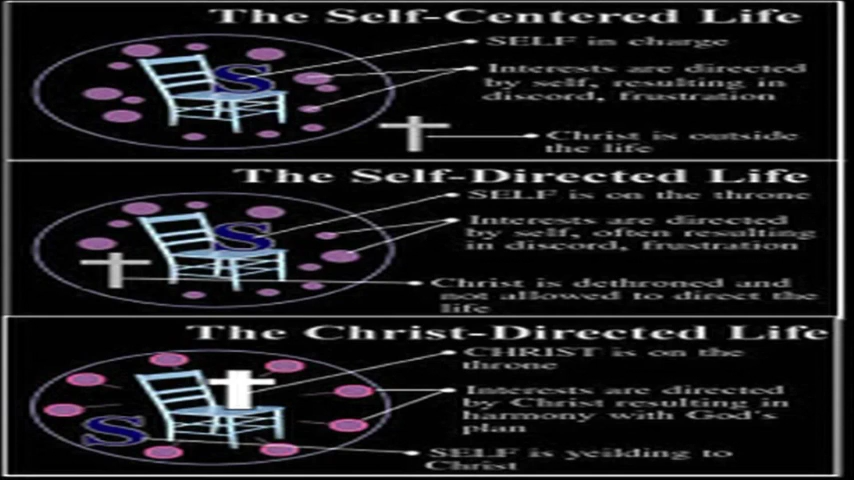 The Self-Centered Life
S
SELF in charge
Interests are directed
by self, resulting in
discord, frustration
Christ is outside
the life
The Self-Directed Life
S
SELF is on the throne
Interests are directed
by self, often resulting
in discord, frustration
Christ is dethroned and
not allowed to direct the
life
The Christ-Directed Life
CHRIST is on the
throne
Interests are directed
by Christ resulting in
harmony with God's
plan
S
SELF is yeilding to
Christ